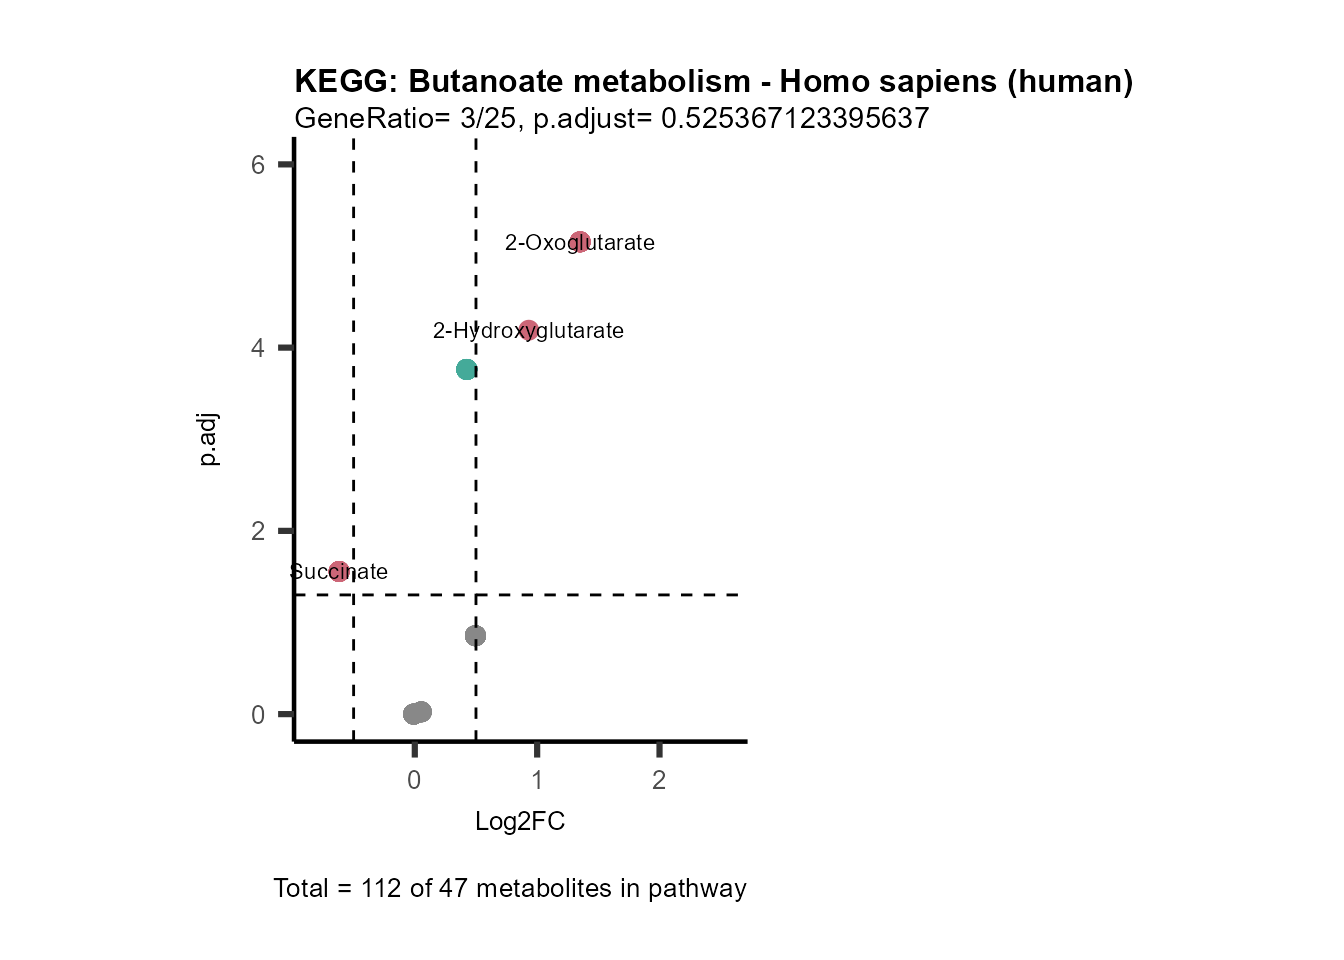 KEGG: Butanoate metabolism - Homo sapiens (human)
GeneRatio= 3/25, p.adjust= 0.525367123395637
6
2-Oxoglutarate
2-Hydroxyglutarate
4
p.adj
2
Succinate
0
0 1 2
Log2FC
Total = 112 of 47 metabolites in pathway